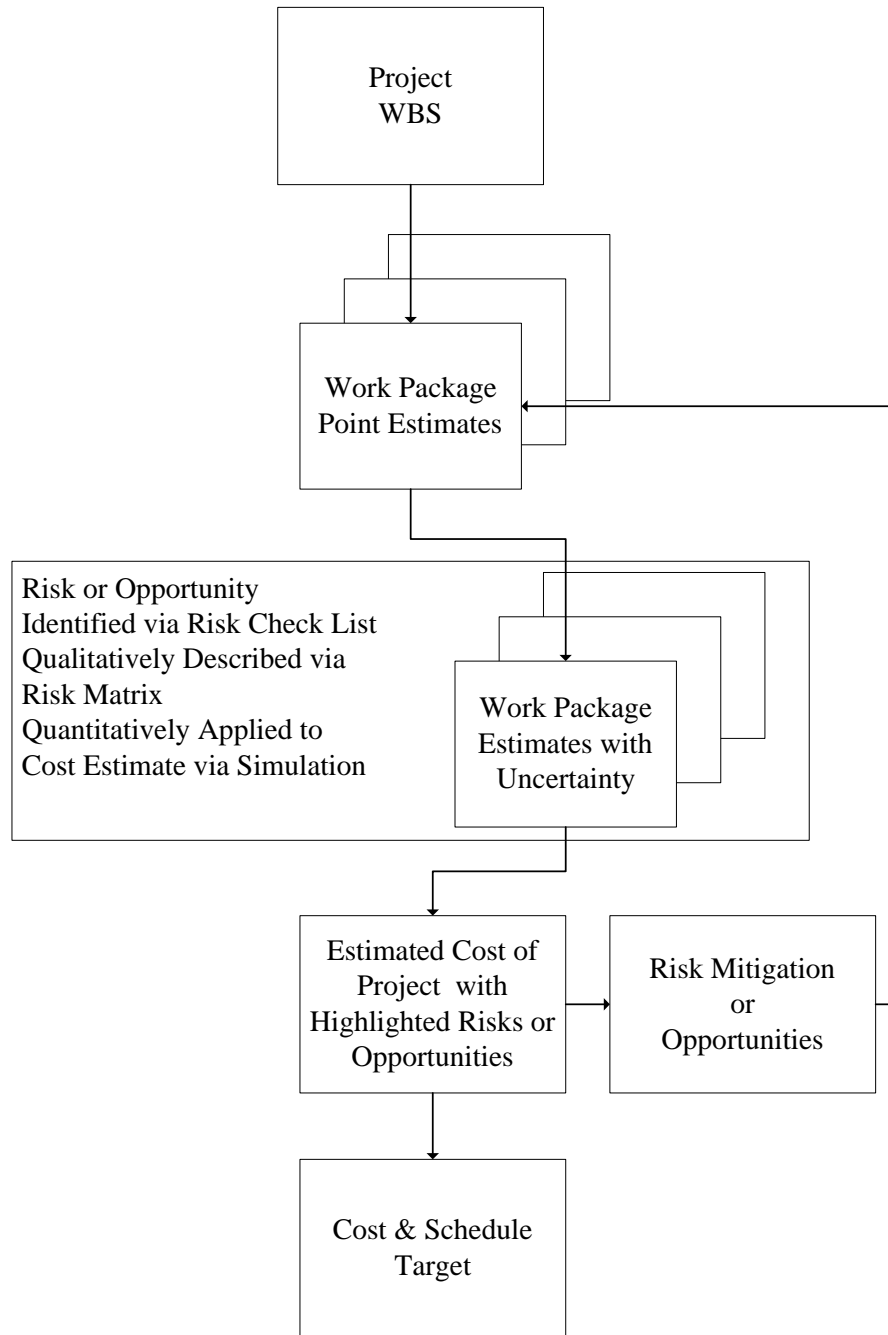 Project
WBS
Work Package
Point Estimates
Risk or Opportunity
Identified via Risk Check List
Qualitatively Described via
Risk Matrix
Quantitatively Applied to
Cost Estimate via Simulation
Work Package
Estimates with
Uncertainty
Estimated Cost of
Project with
Highlighted Risks or
Opportunities
Risk Mitigation
or
Opportunities
Cost & Schedule
Target